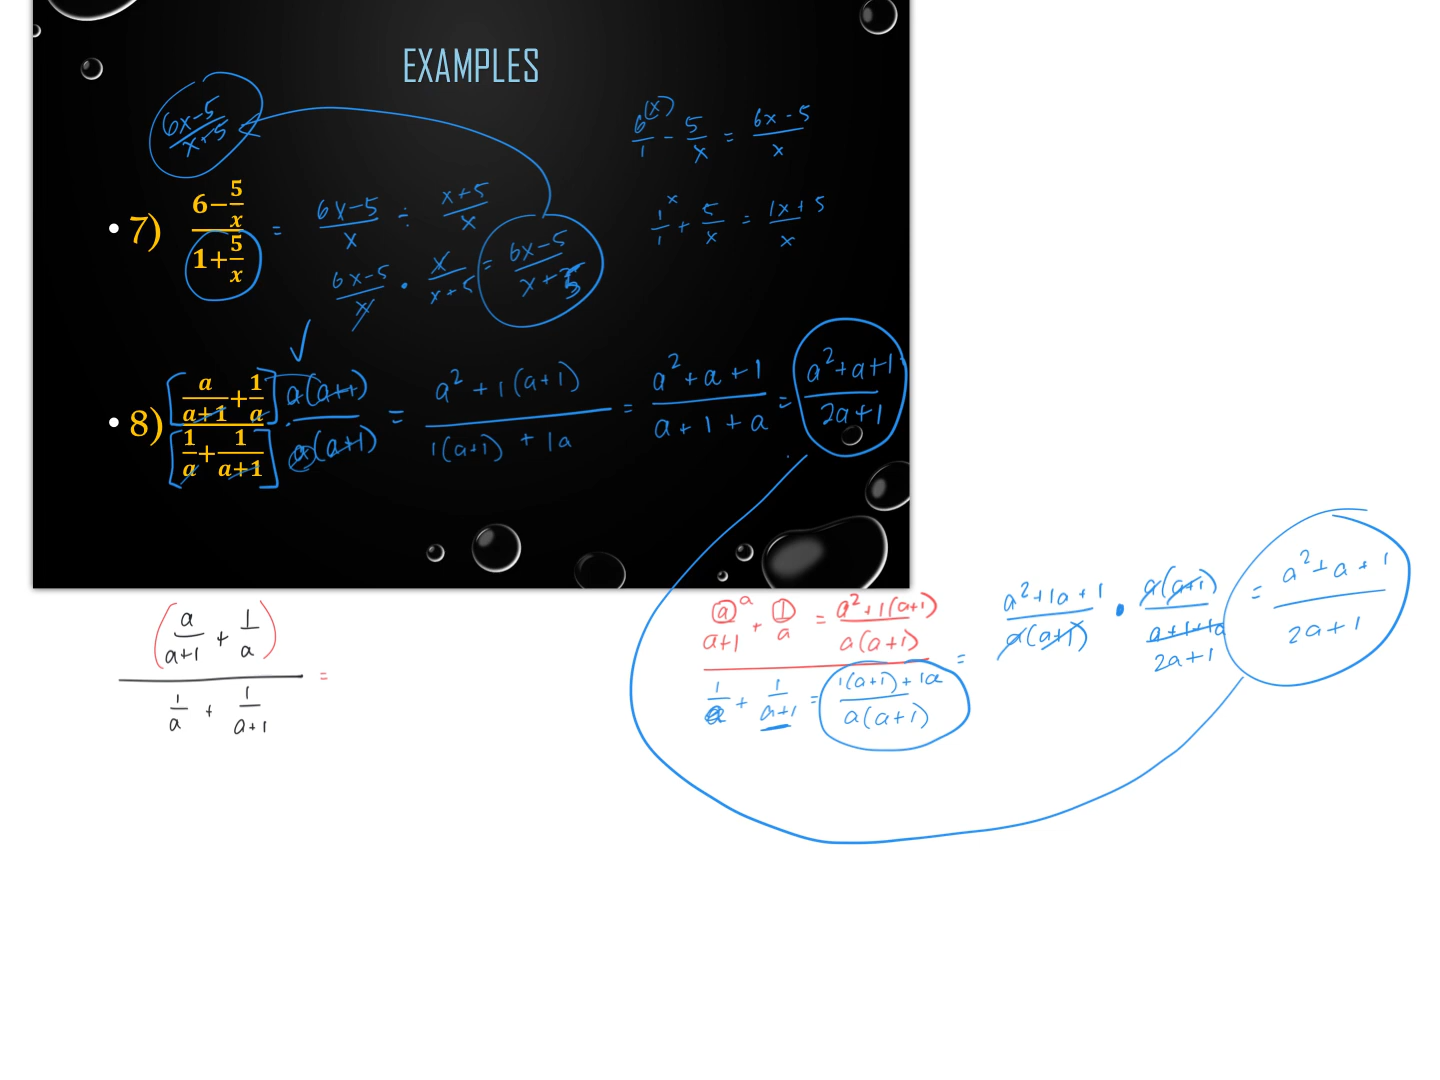 EXAMPLES
(6x-5)/(x+5)
6(x)/1 - 5/x = (6x-5)/x
• 7) (6-5/x)/(1+5/x) = (6x-5)/x ÷ (x+5)/x
1x/1 + 5/x = (1x+5)/x
(6x-5)/x • x/(x+5) = (6x-5)/(x+5)
✓
• 8) [a/(a+1)+1/a]/[1/a+1/(a+1)] · a(a+1)/a(a+1) = (a²+1(a+1))/(1(a+1)+1a) = (a²+a+1)/(a+1+a) = (a²+a+1)/(2a+1)
(a/(a+1) + 1/a)/(1/a + 1/(a+1)) =
a a/(a+1) + 1/a = (a²+1(a+1))/(a(a+1))
1/a + 1/(a+1) = (1(a+1)+1a)/(a(a+1))
= (a²+1a+1)/(a(a+1)) • a(a+1)/(a+1+1a) = (a²+a+1)/(2a+1)
2a+1